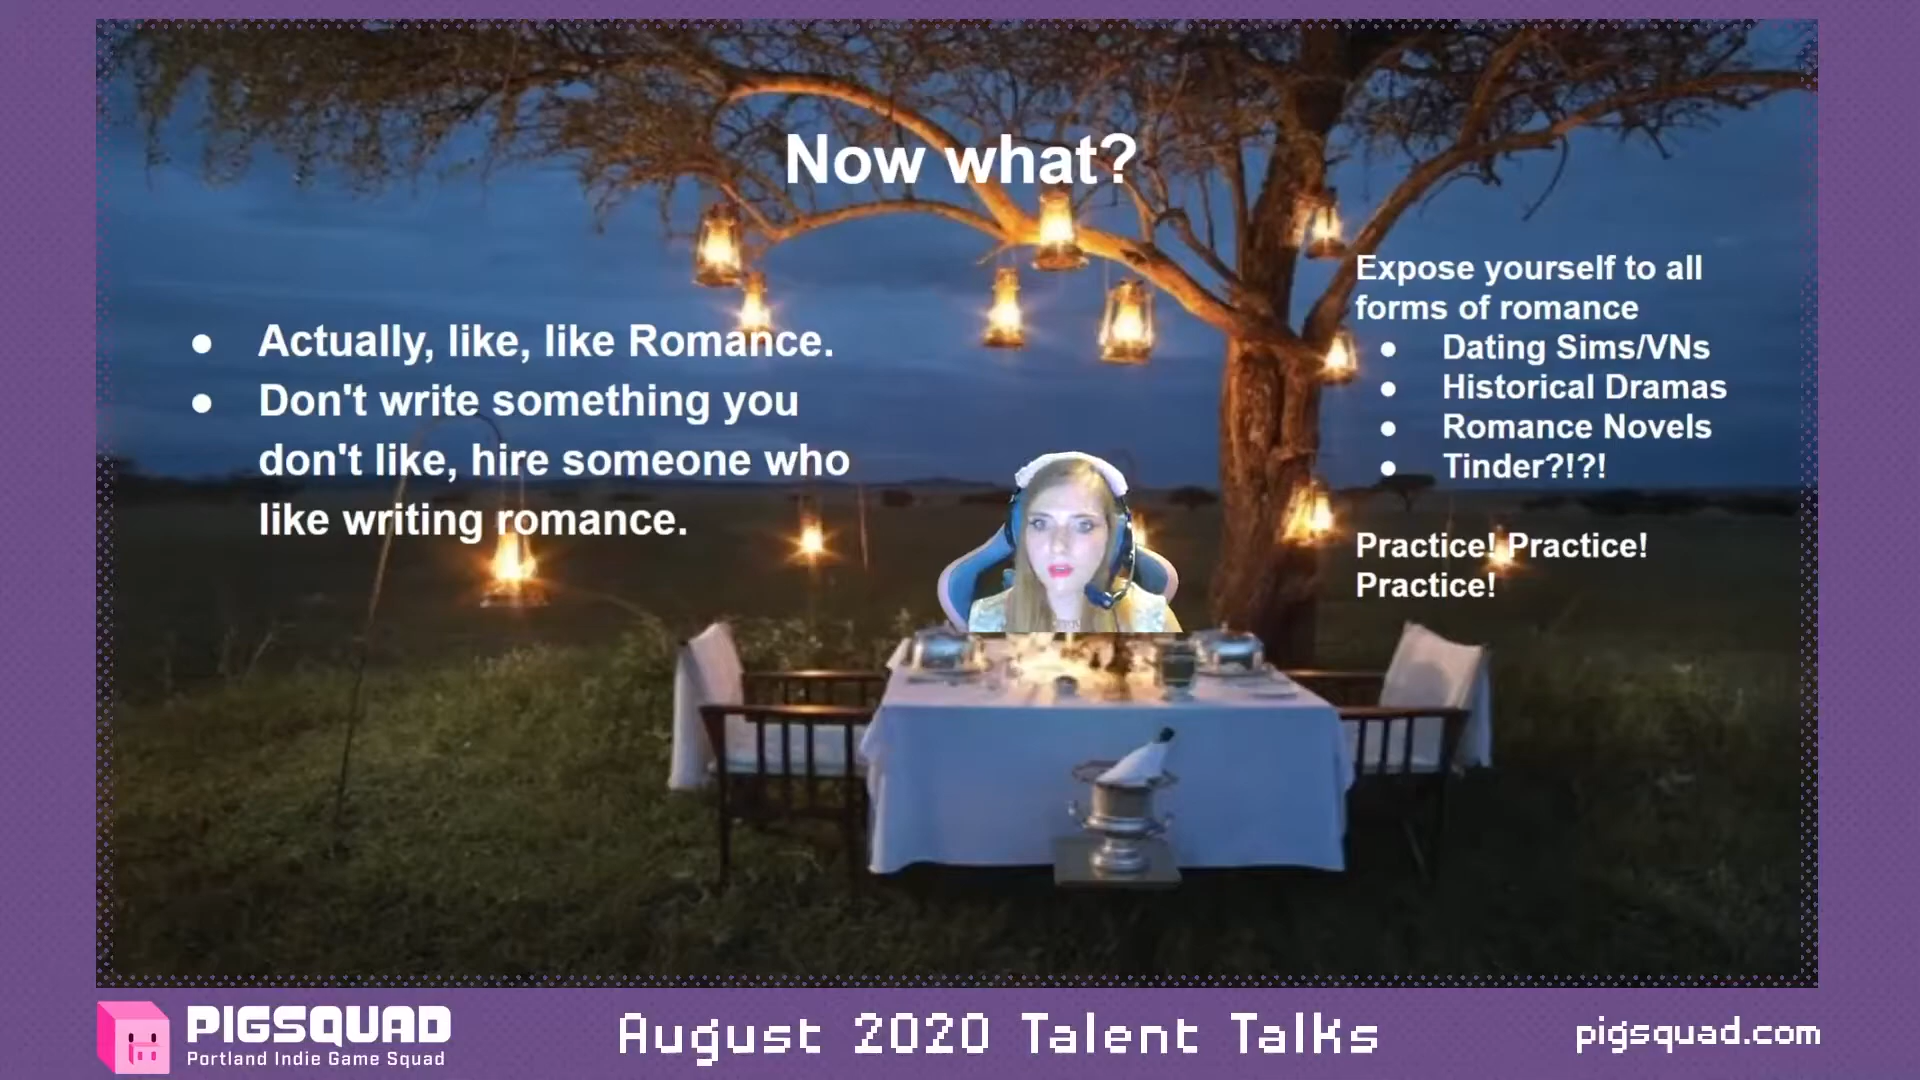 Now what?
● Actually, like, like Romance.
● Don't write something you
don't like, hire someone who
like writing romance.
Expose yourself to all
forms of romance
● Dating Sims/VNs
● Historical Dramas
● Romance Novels
● Tinder?!?!
Practice! Practice!
Practice!
PIGSQUAD
Portland Indie Game Squad
August 2020 Talent Talks
pigsquad.com